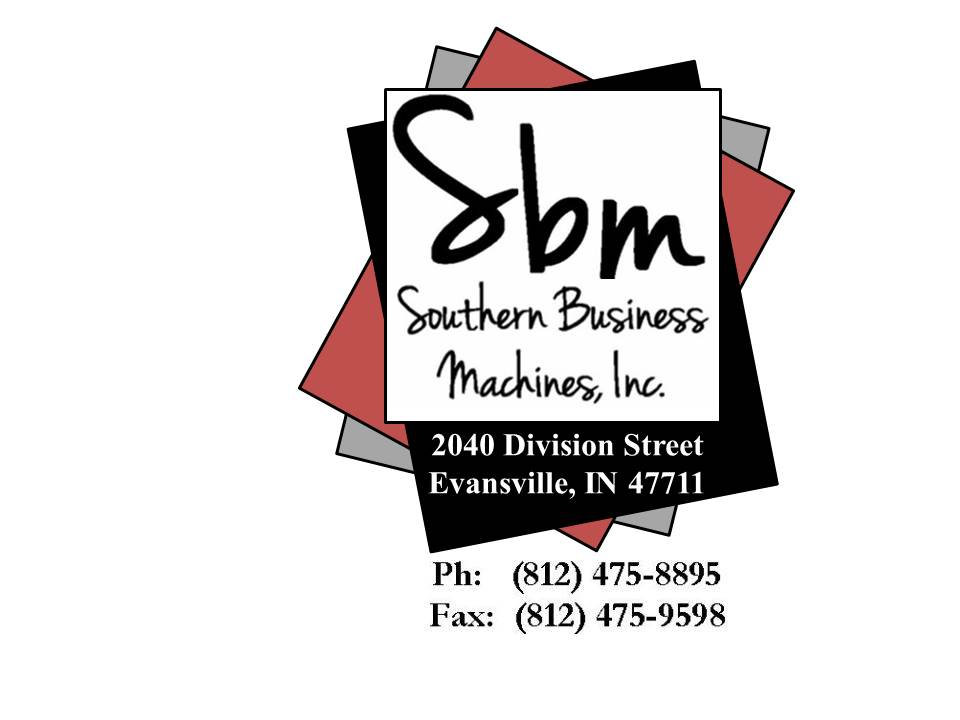 Sbm
Southern Business
Machines, Inc.
2040 Division Street
Evansville, IN 47711
Ph: (812) 475-8895
Fax: (812) 475-9598